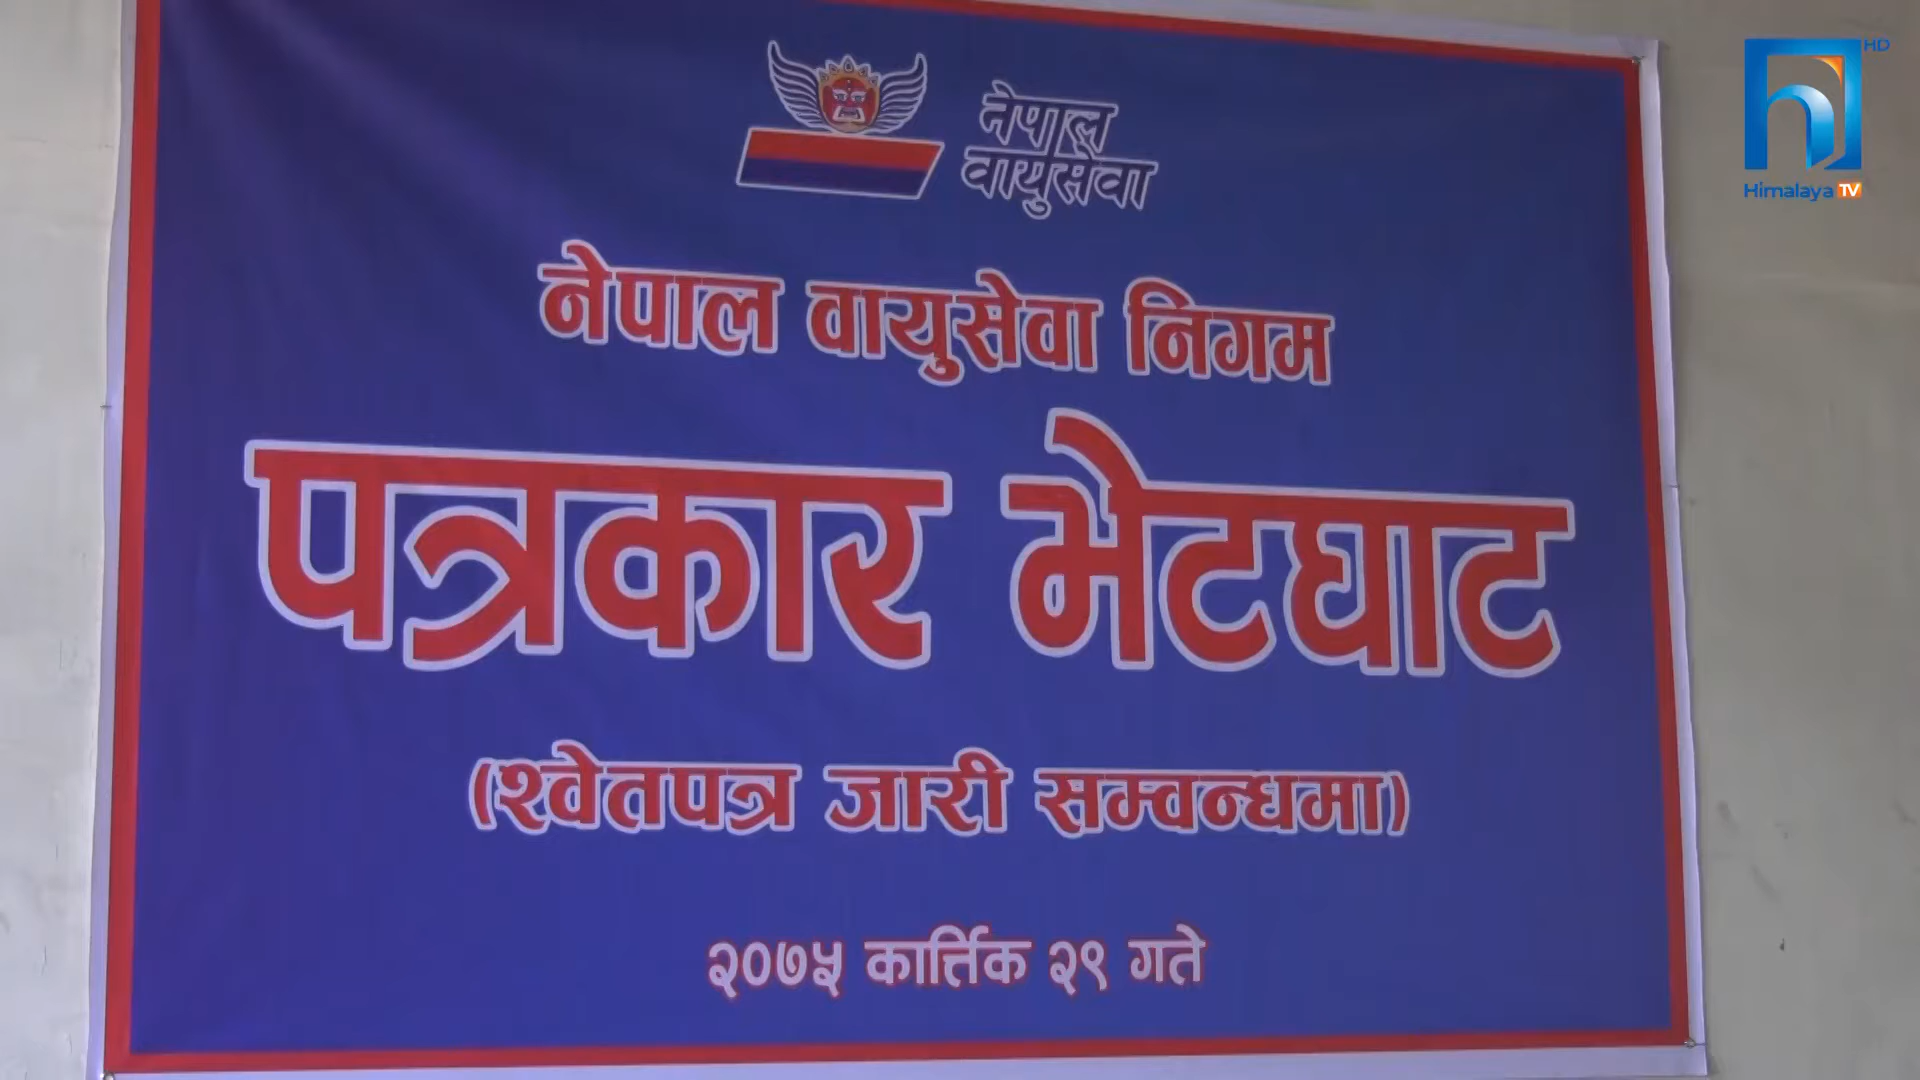 नेपाल
वायुसेवा
HD
Himalaya TV
नेपाल वायुसेवा निगम
पत्रकार भेटघाट
(श्वेतपत्र जारी सम्वन्धमा)
२०७५ कार्त्तिक २९ गते